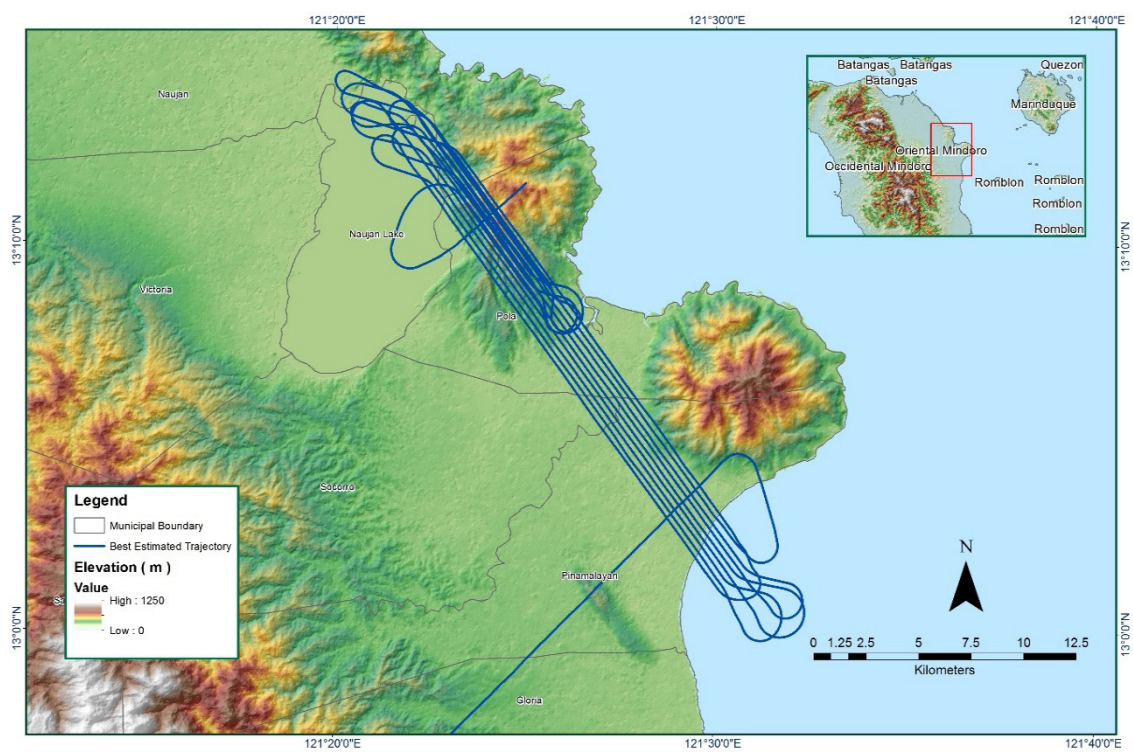 121°20'0"E 121°30'0"E 121°40'0"E
Batangas Batangas Quezon
Batangas
Marinduque
Oriental Mindoro
Occidental Mindoro
Romblon Romblon
Romblon
Romblon
Naujan
13°10'0"N 13°10'0"N
Naujan Lake
Victoria
Pola
Socorro
Pinamalayan
Gloria
Legend
Municipal Boundary
Best Estimated Trajectory
Elevation ( m )
Value
High : 1250
Low : 0
N
0 1.25 2.5 5 7.5 10 12.5
Kilometers
13°0'0"N 13°0'0"N
121°20'0"E 121°30'0"E 121°40'0"E